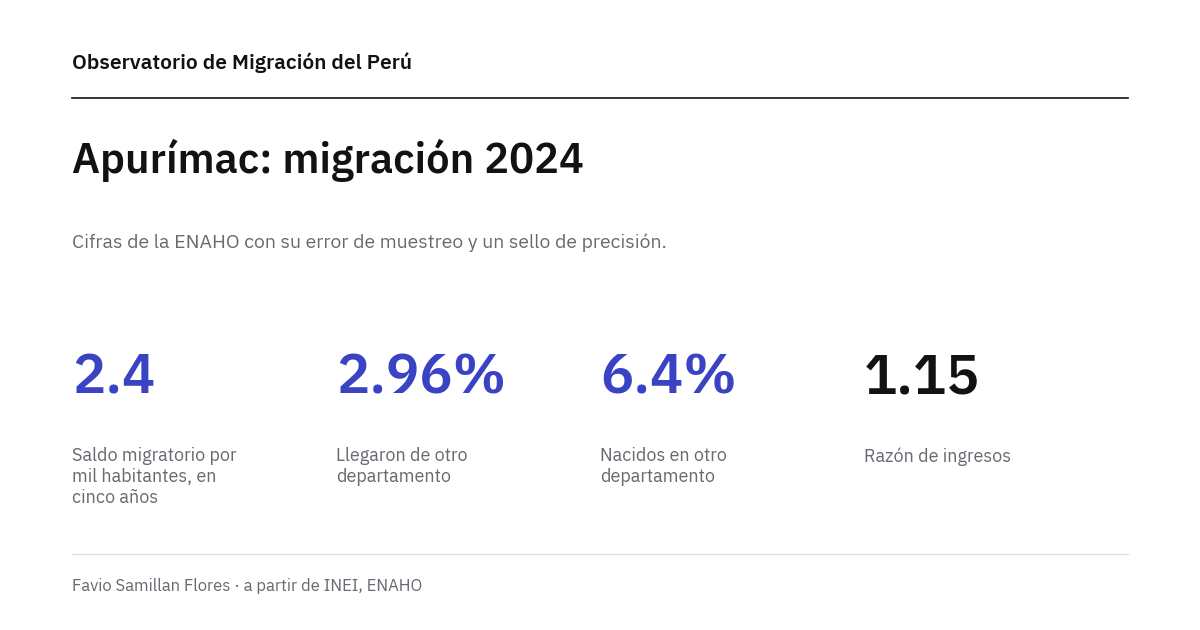 Observatorio de Migración del Perú
Apurímac: migración 2024
Cifras de la ENAHO con su error de muestreo y un sello de precisión.
2.4
Saldo migratorio por
mil habitantes, en
cinco años
2.96%
Llegaron de otro
departamento
6.4%
Nacidos en otro
departamento
1.15
Razón de ingresos
Favio Samillan Flores · a partir de INEI, ENAHO